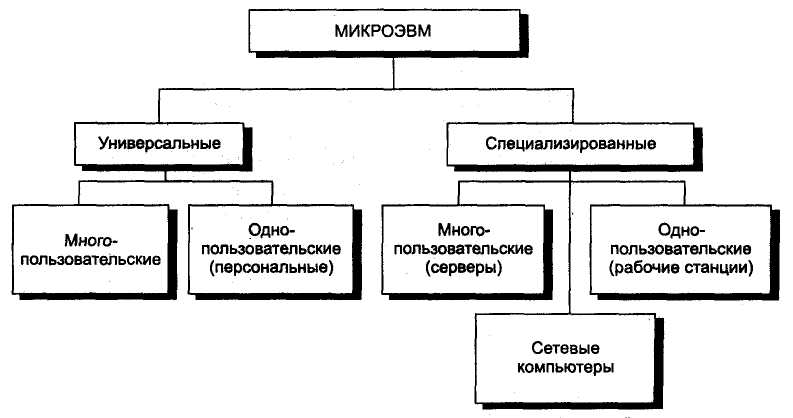 МИКРОЭВМ
Универсальные
Специализированные
Много-
пользовательские
Одно-
пользовательские
(персональные)
Много-
пользовательские
(серверы)
Одно-
пользовательские
(рабочие станции)
Сетевые
компьютеры